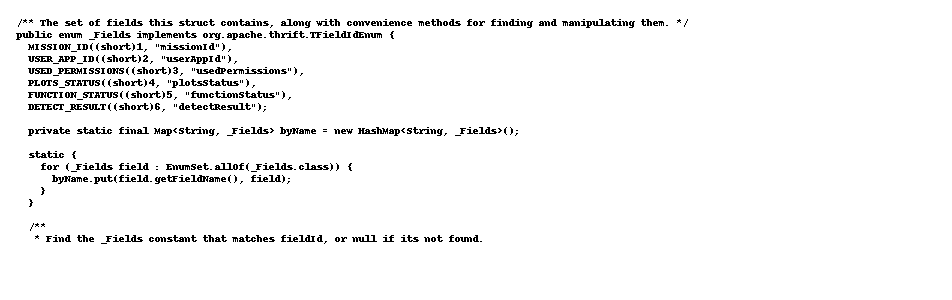 /** The set of fields this struct contains, along with convenience methods for finding and manipulating them. */
public enum _Fields implements org.apache.thrift.TFieldIdEnum {
  MISSION_ID((short)1, "missionId"),
  USER_APP_ID((short)2, "userAppId"),
  USED_PERMISSIONS((short)3, "usedPermissions"),
  PLOTS_STATUS((short)4, "plotsStatus"),
  FUNCTION_STATUS((short)5, "functionStatus"),
  DETECT_RESULT((short)6, "detectResult");

  private static final Map<String, _Fields> byName = new HashMap<String, _Fields>();

  static {
    for (_Fields field : EnumSet.allOf(_Fields.class)) {
      byName.put(field.getFieldName(), field);
    }
  }

  /**
   * Find the _Fields constant that matches fieldId, or null if its not found.